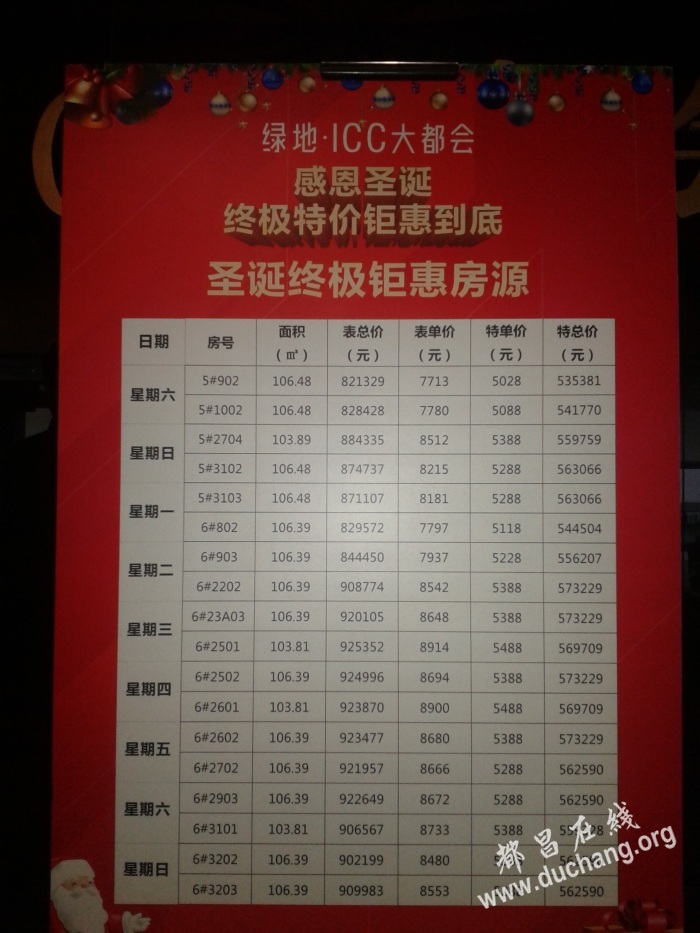 绿地·ICC大都会
感恩圣诞
终极特价钜惠到底
圣诞终极钜惠房源
日期 房号 面积（㎡） 表总价（元） 表单价（元） 特单价（元） 特总价（元）
星期六 5#902 106.48 821329 7713 5028 535381
5#1002 106.48 828428 7780 5088 541770
星期日 5#2704 103.89 884335 8512 5388 559759
5#3102 106.48 874737 8215 5288 563066
星期一 5#3103 106.48 871107 8181 5288 563066
6#802 106.39 829572 7797 5118 544504
星期二 6#903 106.39 844450 7937 5228 556207
6#2202 106.39 908774 8542 5388 573229
星期三 6#23A03 106.39 920105 8648 5388 573229
6#2501 103.81 925352 8914 5488 569709
星期四 6#2502 106.39 924996 8694 5388 573229
6#2601 103.81 923870 8900 5488 569709
星期五 6#2602 106.39 923477 8680 5388 573229
6#2702 106.39 921957 8666 5288 562590
星期六 6#2903 106.39 922649 8672 5288 562590
6#3101 103.81 906567 8733 5388
星期日 6#3202 106.39 902199 8480
6#3203 106.39 909983 8553 562590
都昌在线
www.duchang.org